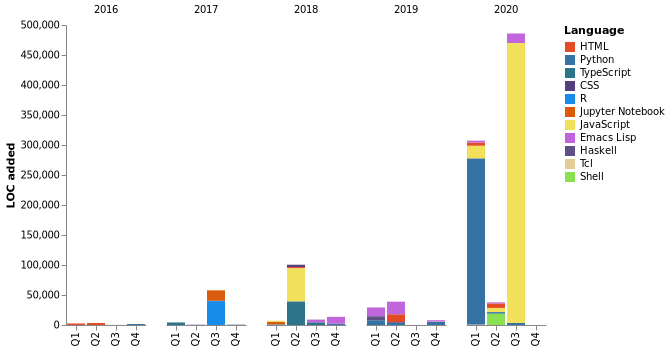 2016 2017 2018 2019 2020
500,000
450,000
400,000
350,000
300,000
250,000
200,000
150,000
100,000
50,000
0
LOC added
Q1 Q2 Q3 Q4 Q1 Q2 Q3 Q4 Q1 Q2 Q3 Q4 Q1 Q2 Q3 Q4 Q1 Q2 Q3 Q4
Language
HTML
Python
TypeScript
CSS
R
Jupyter Notebook
JavaScript
Emacs Lisp
Haskell
Tcl
Shell